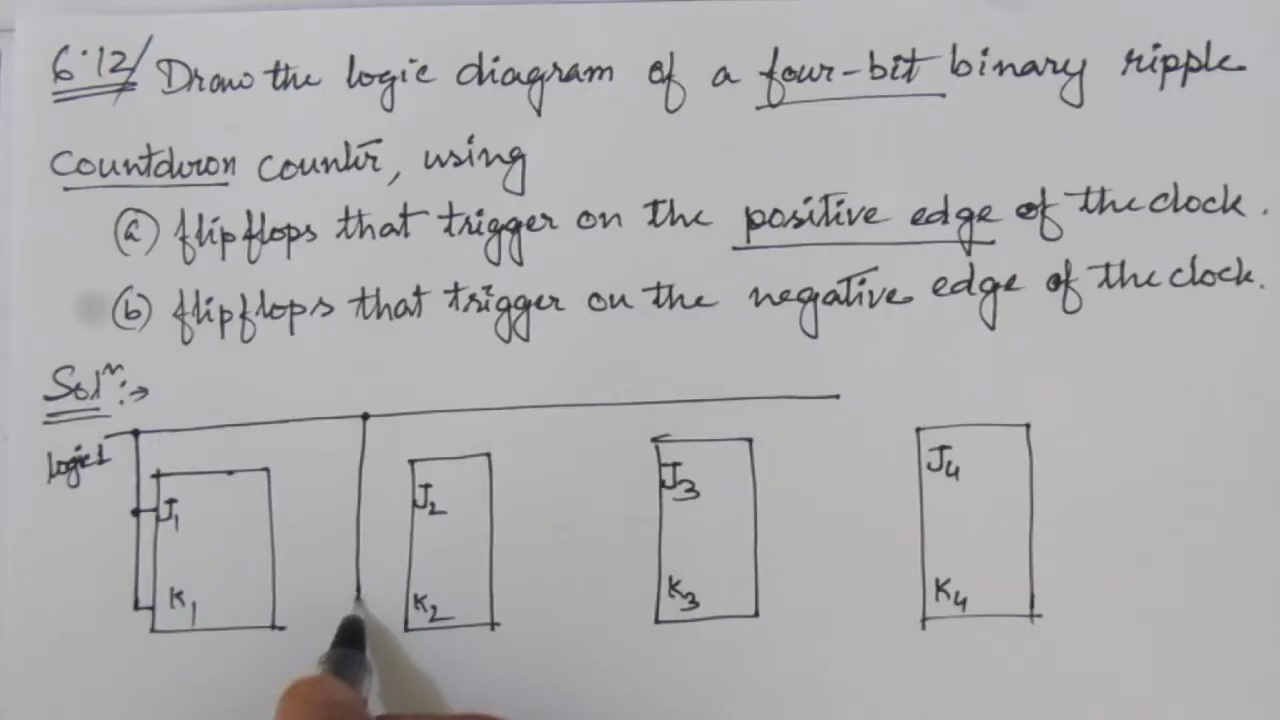 6.12/ Draw the logic diagram of a four-bit binary ripple
Countdown counter, using
(a) flipflops that trigger on the positive edge of the clock.
(b) flipflops that trigger on the negative edge of the clock.
Solⁿ:→
logic1
J1 J2 J3 J4
K1 K2 K3 K4